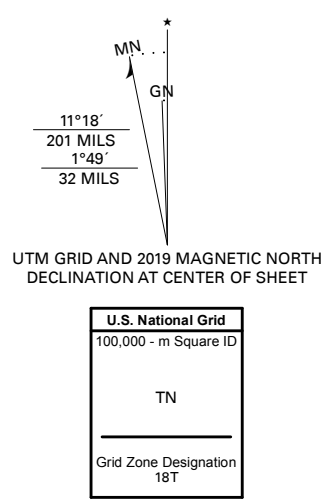 ★
MN
GN
11°18´
201 MILS
1°49´
32 MILS
UTM GRID AND 2019 MAGNETIC NORTH
DECLINATION AT CENTER OF SHEET
U.S. National Grid
100,000 - m Square ID
TN
Grid Zone Designation
18T